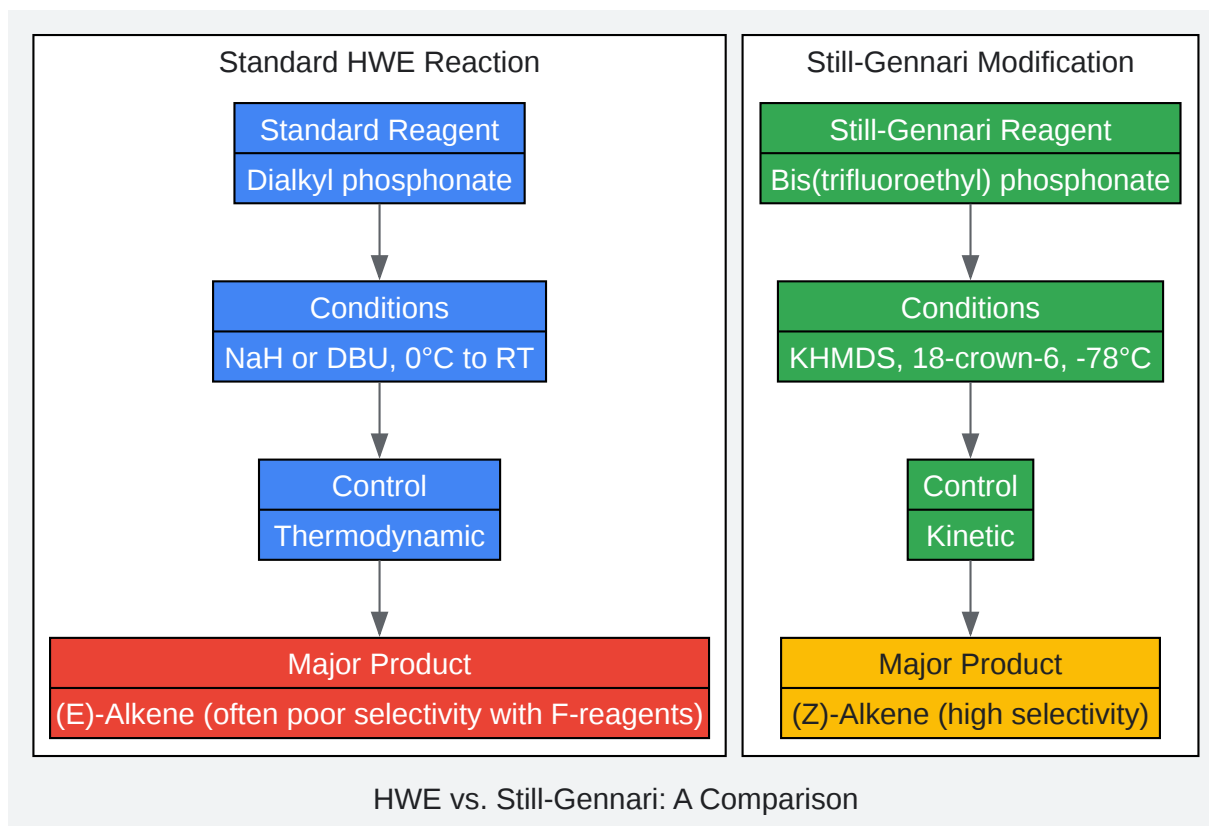 Standard HWE Reaction
Standard Reagent
Dialkyl phosphonate
Conditions
NaH or DBU, 0°C to RT
Control
Thermodynamic
Major Product
(E)-Alkene (often poor selectivity with F-reagents)
Still-Gennari Modification
Still-Gennari Reagent
Bis(trifluoroethyl) phosphonate
Conditions
KHMDS, 18-crown-6, -78°C
Control
Kinetic
Major Product
(Z)-Alkene (high selectivity)
HWE vs. Still-Gennari: A Comparison